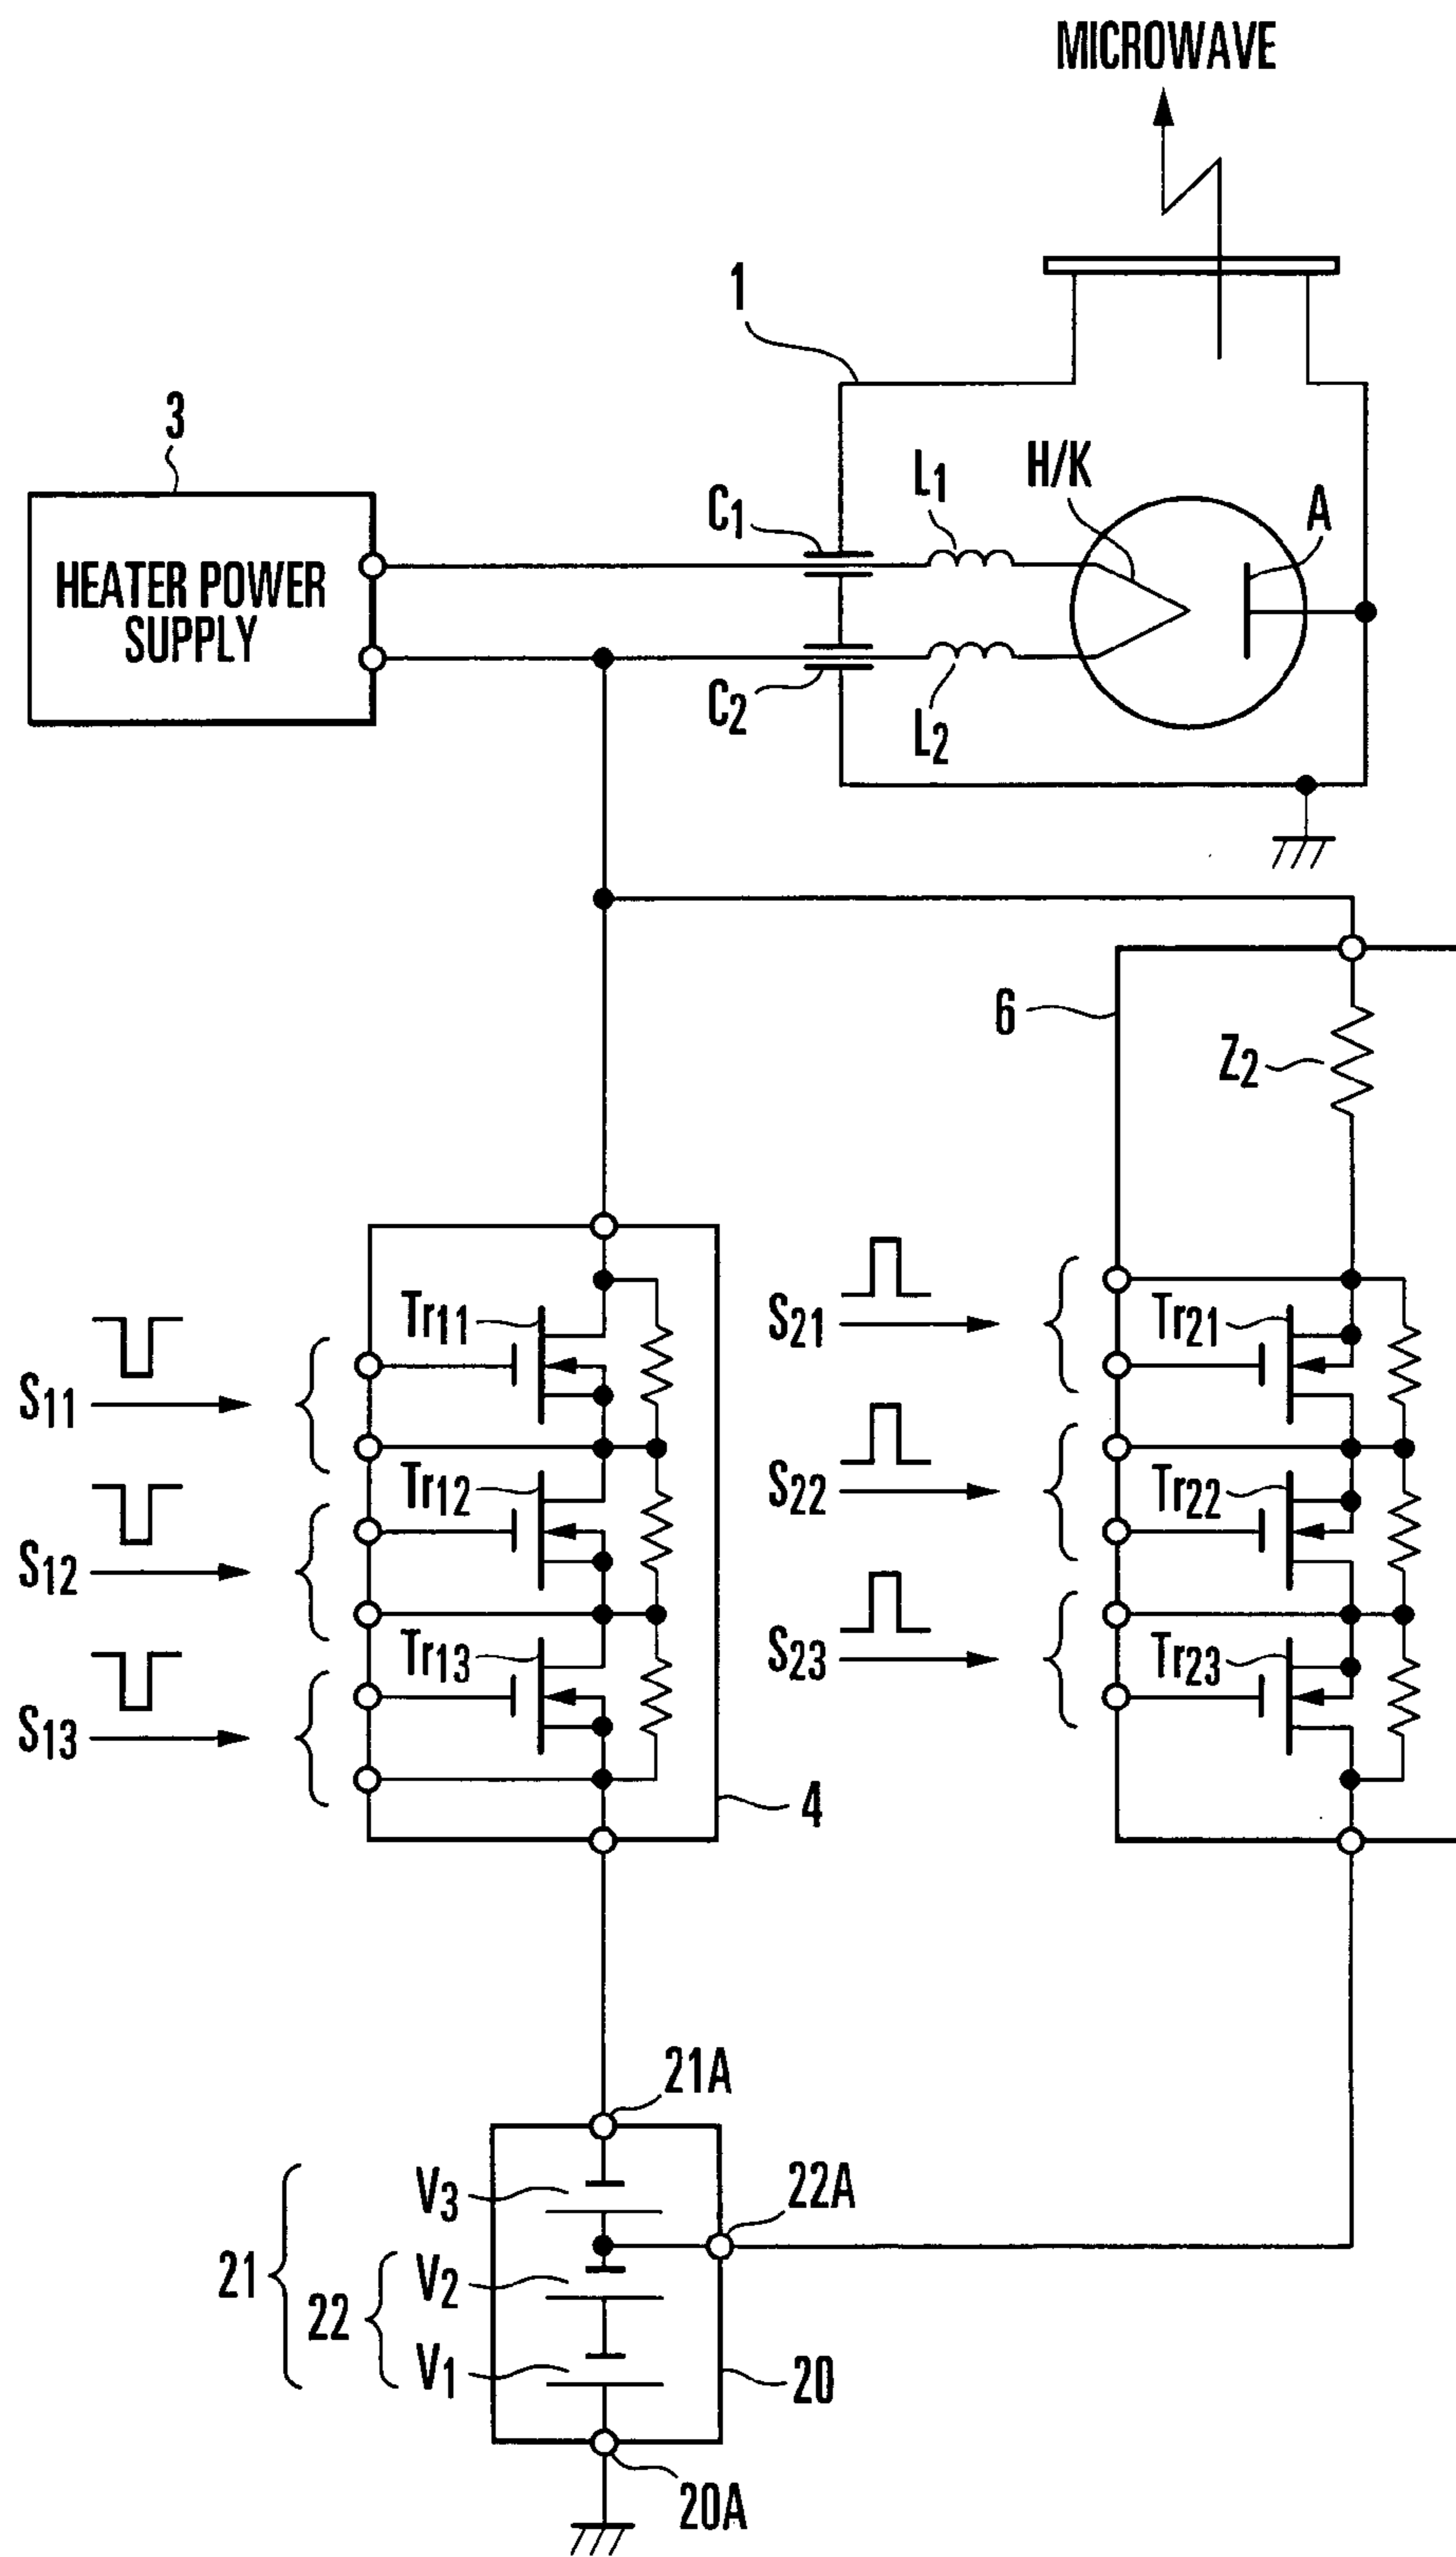 MICROWAVE
1
3
HEATER POWER
SUPPLY
C1
L1
H/K
A
C2
L2
6
Z2
S11
Tr11
S21
Tr21
S12
Tr12
S22
Tr22
S13
Tr13
S23
Tr23
4
21A
V3
22A
21
V2
22
V1
20
20A